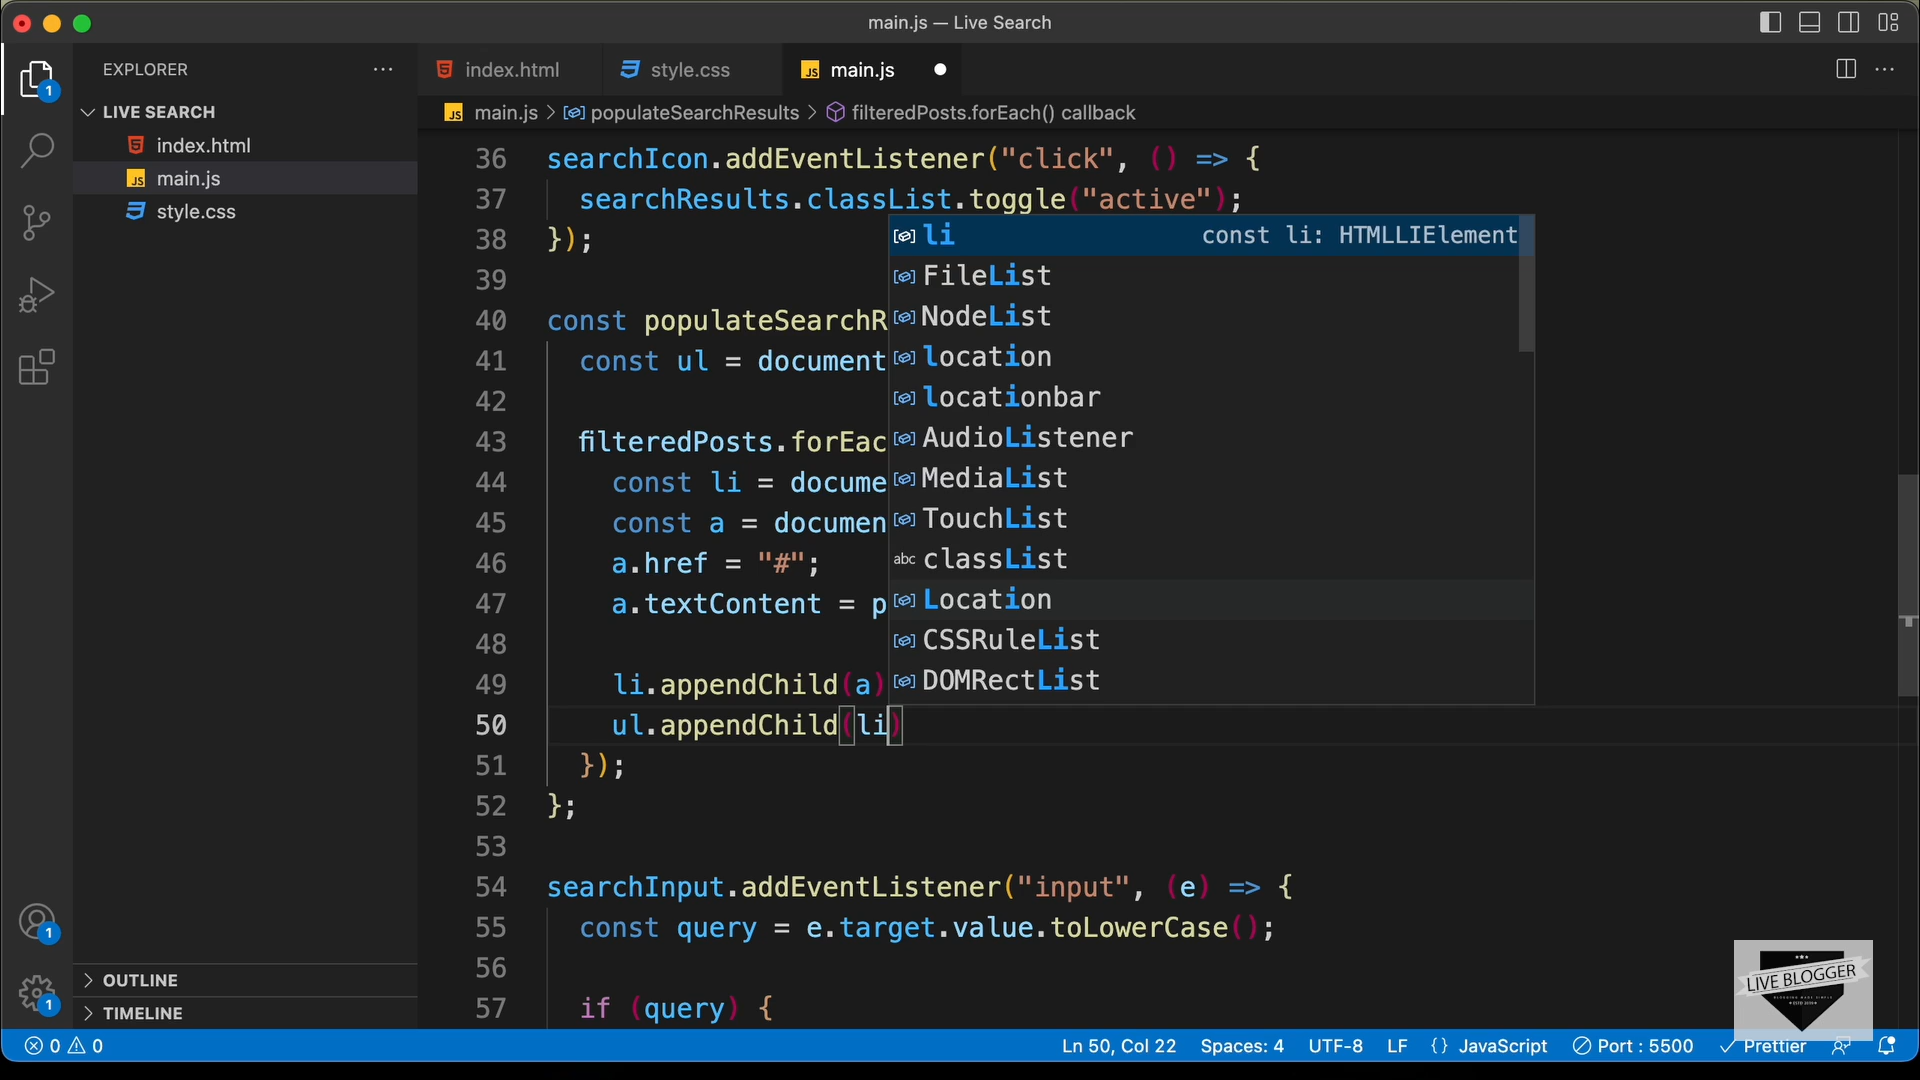 main.js — Live Search
EXPLORER
index.html
style.css
main.js
1
LIVE SEARCH
main.js > populateSearchResults > filteredPosts.forEach() callback
index.html
main.js
style.css
36 searchIcon.addEventListener("click", () => {
37 searchResults.classList.toggle("active");
38 });
39
40 const populateSearchR
41 const ul = document
42
43 filteredPosts.forEac
44 const li = docume
45 const a = documen
46 a.href = "#";
47 a.textContent = p
48
49 li.appendChild(a)
50 ul.appendChild(li)
51 });
52 };
53
54 searchInput.addEventListener("input", (e) => {
55 const query = e.target.value.toLowerCase();
56
57 if (query) {
li const li: HTMLLIElement
FileList
NodeList
location
locationbar
AudioListener
MediaList
TouchList
abc classList
Location
CSSRuleList
DOMRectList
1
OUTLINE
1
TIMELINE
LIVE BLOGGER
0 0
Ln 50, Col 22 Spaces: 4 UTF-8 LF {} JavaScript Port : 5500 Prettier